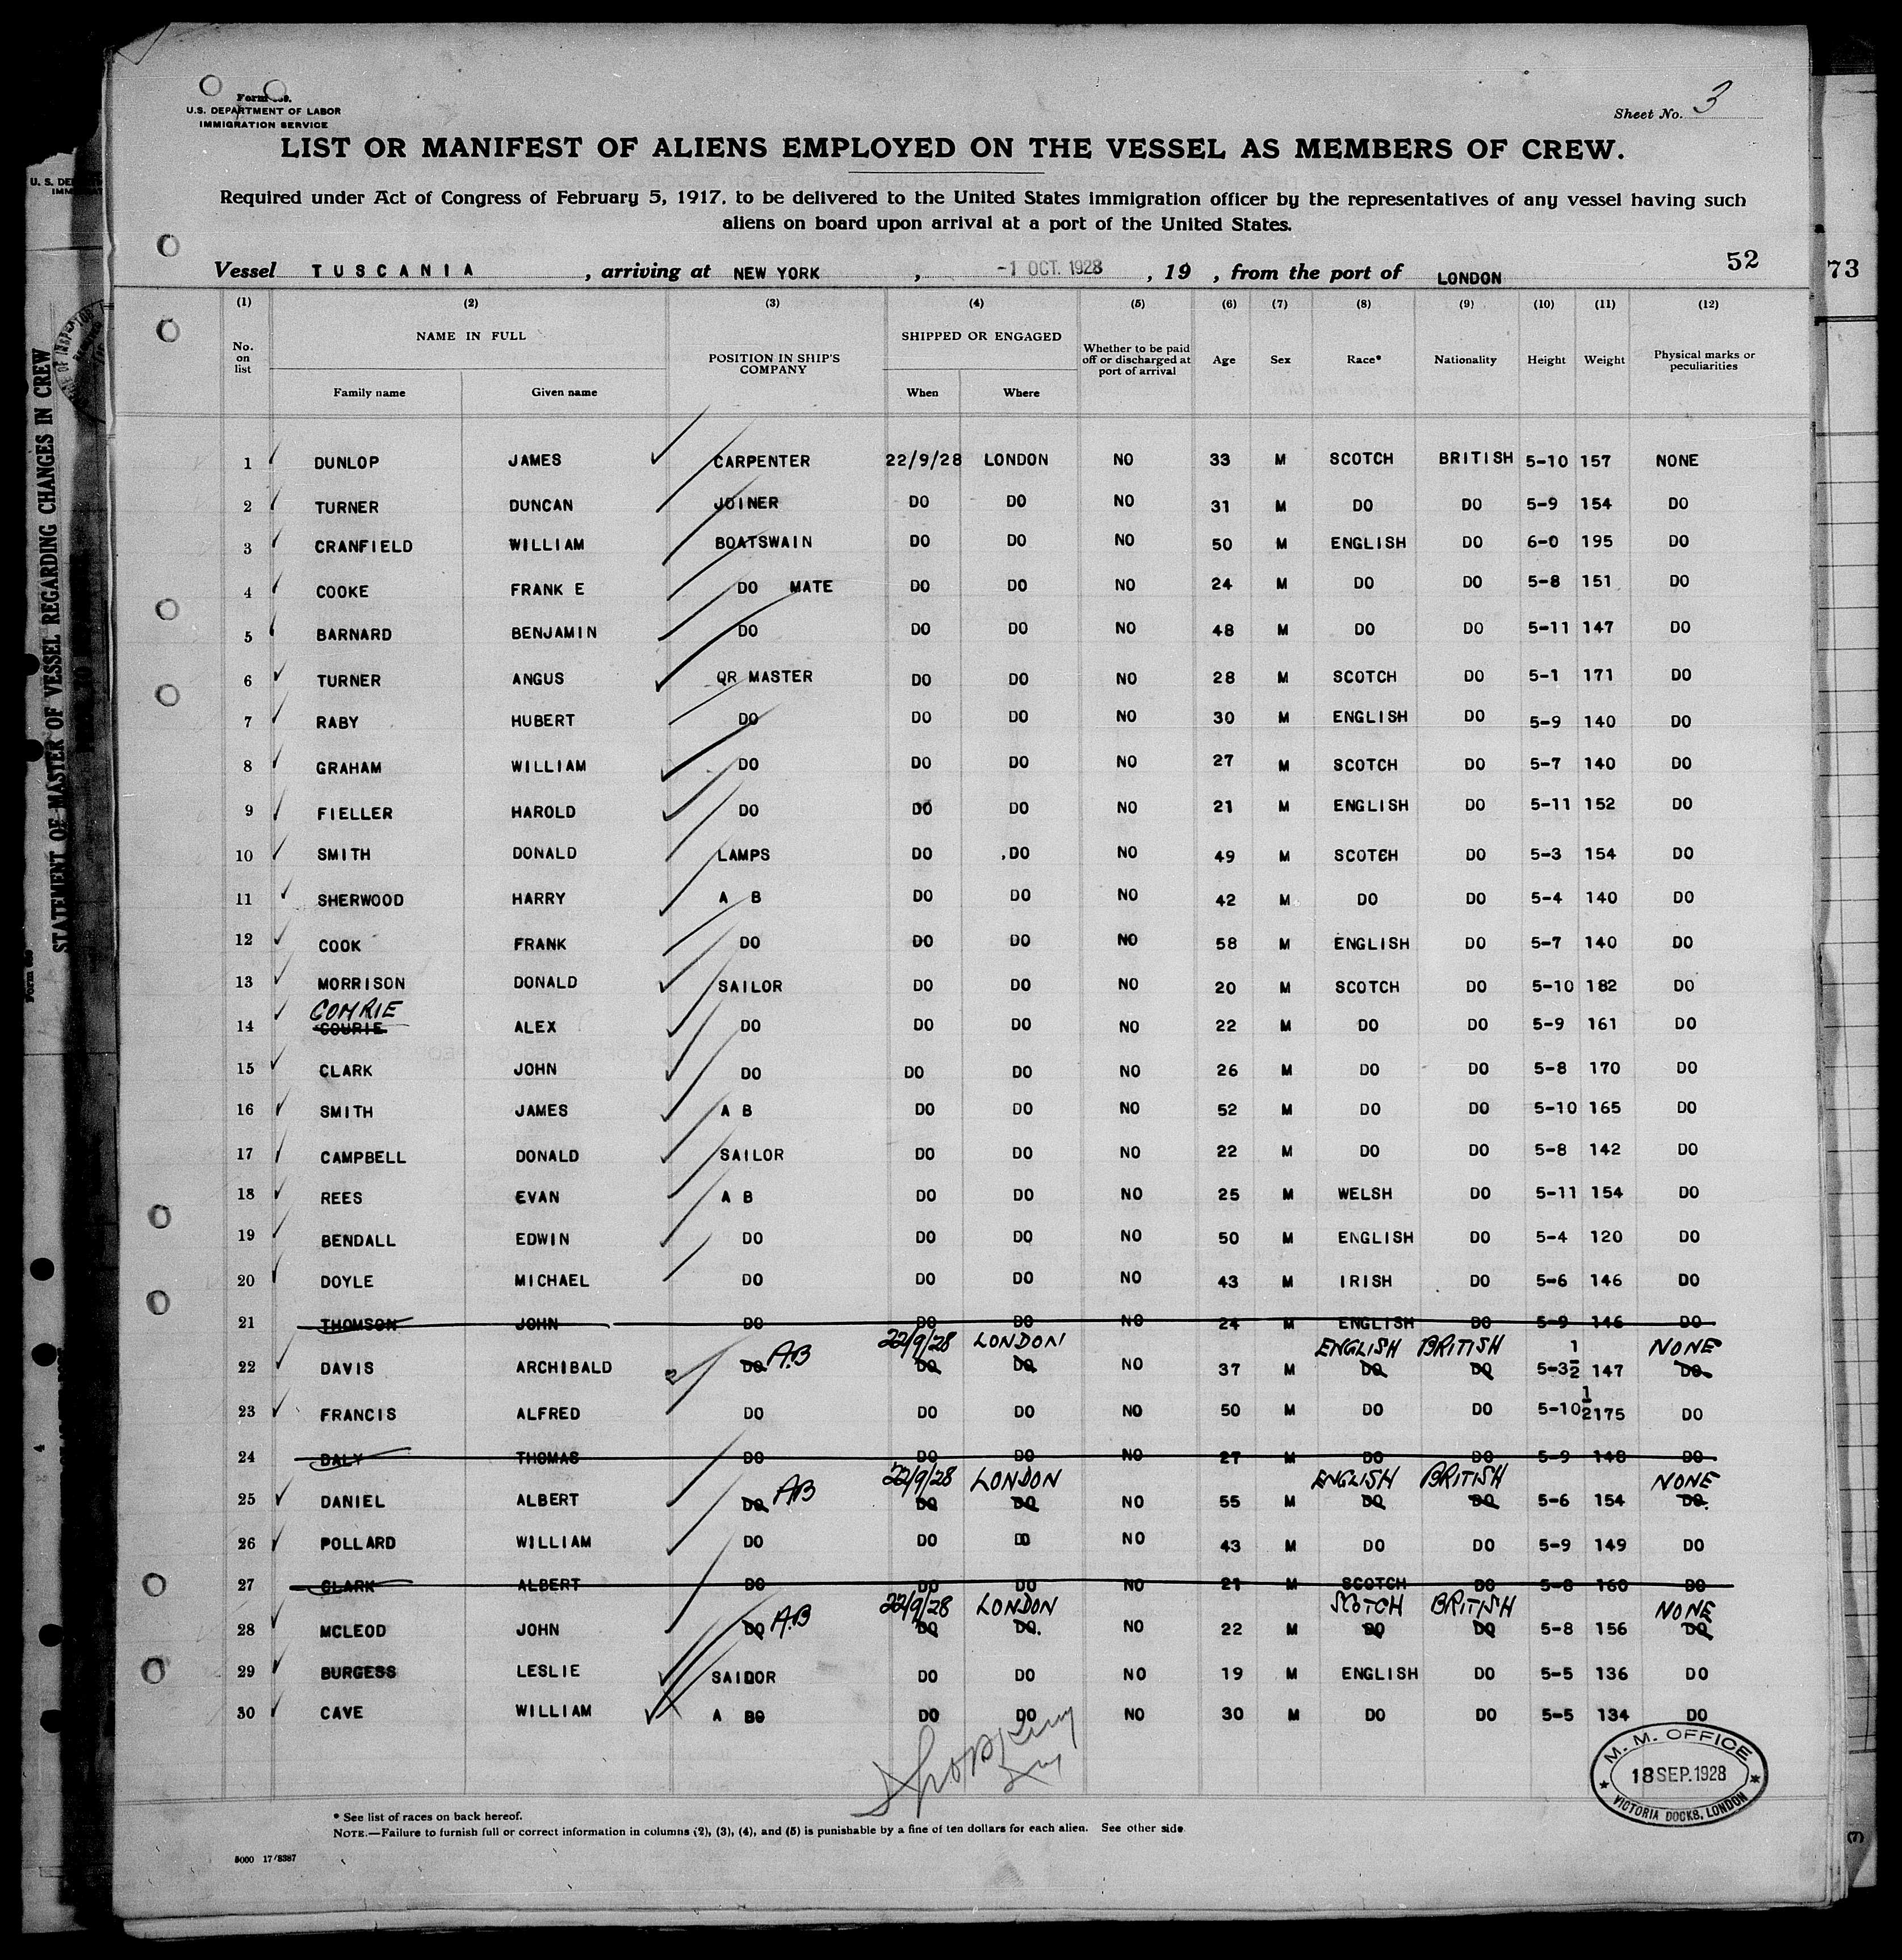 U.S. DEPARTMENT OF LABOR
IMMIGRATION SERVICE
Sheet No. 3
LIST OR MANIFEST OF ALIENS EMPLOYED ON THE VESSEL AS MEMBERS OF CREW.
Required under Act of Congress of February 5, 1917, to be delivered to the United States immigration officer by the representatives of any vessel having such
aliens on board upon arrival at a port of the United States.
52
73
Vessel TUSCANIA, arriving at NEW YORK, -1 OCT. 1928, 19 , from the port of LONDON
(1) (2) (3) (4) (5) (6) (7) (8) (9) (10) (11) (12)
No. on list NAME IN FULL Family name Given name POSITION IN SHIP'S COMPANY SHIPPED OR ENGAGED When Where Whether to be paid off or discharged at port of arrival Age Sex Race* Nationality Height Weight Physical marks or peculiarities
1 DUNLOP JAMES CARPENTER 22/9/28 LONDON NO 33 M SCOTCH BRITISH 5-10 157 NONE
2 TURNER DUNCAN JOINER DO DO NO 31 M DO DO 5-9 154 DO
3 CRANFIELD WILLIAM BOATSWAIN DO DO NO 50 M ENGLISH DO 6-0 195 DO
4 COOKE FRANK E DO MATE DO DO NO 24 M DO DO 5-8 151 DO
5 BARNARD BENJAMIN DO DO DO NO 48 M DO DO 5-11 147 DO
6 TURNER ANGUS QR MASTER DO DO NO 28 M SCOTCH DO 5-1 171 DO
7 RABY HUBERT DO DO DO NO 30 M ENGLISH DO 5-9 140 DO
8 GRAHAM WILLIAM DO DO DO NO 27 M SCOTCH DO 5-7 140 DO
9 FIELLER HAROLD DO DO DO NO 21 M ENGLISH DO 5-11 152 DO
10 SMITH DONALD LAMPS DO DO NO 49 M SCOTCH DO 5-3 154 DO
11 SHERWOOD HARRY A B DO DO NO 42 M DO DO 5-4 140 DO
12 COOK FRANK DO DO DO NO 58 M ENGLISH DO 5-7 140 DO
13 MORRISON DONALD SAILOR DO DO NO 20 M SCOTCH DO 5-10 182 DO
COMRIE
14 COURIE ALEX DO DO DO NO 22 M DO DO 5-9 161 DO
15 CLARK JOHN DO DO DO NO 26 M DO DO 5-8 170 DO
16 SMITH JAMES A B DO DO NO 52 M DO DO 5-10 165 DO
17 CAMPBELL DONALD SAILOR DO DO NO 22 M DO DO 5-8 142 DO
18 REES EVAN A B DO DO NO 25 M WELSH DO 5-11 154 DO
19 BENDALL EDWIN DO DO DO NO 50 M ENGLISH DO 5-4 120 DO
20 DOYLE MICHAEL DO DO DO NO 43 M IRISH DO 5-6 146 DO
21 THOMSON JOHN DO DO DO NO 24 M ENGLISH DO 5-9 146 DO
22/9/28 LONDON ENGLISH BRITISH NONE
22 DAVIS ARCHIBALD DO A.B DO DO NO 37 M DO DO 5-3 1/2 147 DO
23 FRANCIS ALFRED DO DO DO NO 50 M DO DO 5-10 1/2 175 DO
24 DALY THOMAS DO DO DO NO 27 M DO DO 5-9 148 DO
22/9/28 LONDON ENGLISH BRITISH NONE
25 DANIEL ALBERT DO AB DO DO NO 55 M DO DO 5-6 154 DO.
26 POLLARD WILLIAM DO DO DO NO 43 M DO DO 5-9 149 DO
27 CLARK ALBERT DO DO DO NO 21 M SCOTCH DO 5-8 160 DO
22/9/28 LONDON SCOTCH BRITISH NONE
28 MCLEOD JOHN DO A.B DO DO. NO 22 M DO DO 5-8 156 DO
29 BURGESS LESLIE SAILOR DO DO NO 19 M ENGLISH DO 5-5 136 DO
30 CAVE WILLIAM A B DO DO NO 30 M DO DO 5-5 134 DO
M. M. OFFICE
18 SEP. 1928
VICTORIA DOCKS, LONDON
* See list of races on back hereof.
NOTE.—Failure to furnish full or correct information in columns (2), (3), (4), and (5) is punishable by a fine of ten dollars for each alien. See other side.
5000 17/8387
STATEMENT OF MASTER OF VESSEL REGARDING CHANGES IN CREW